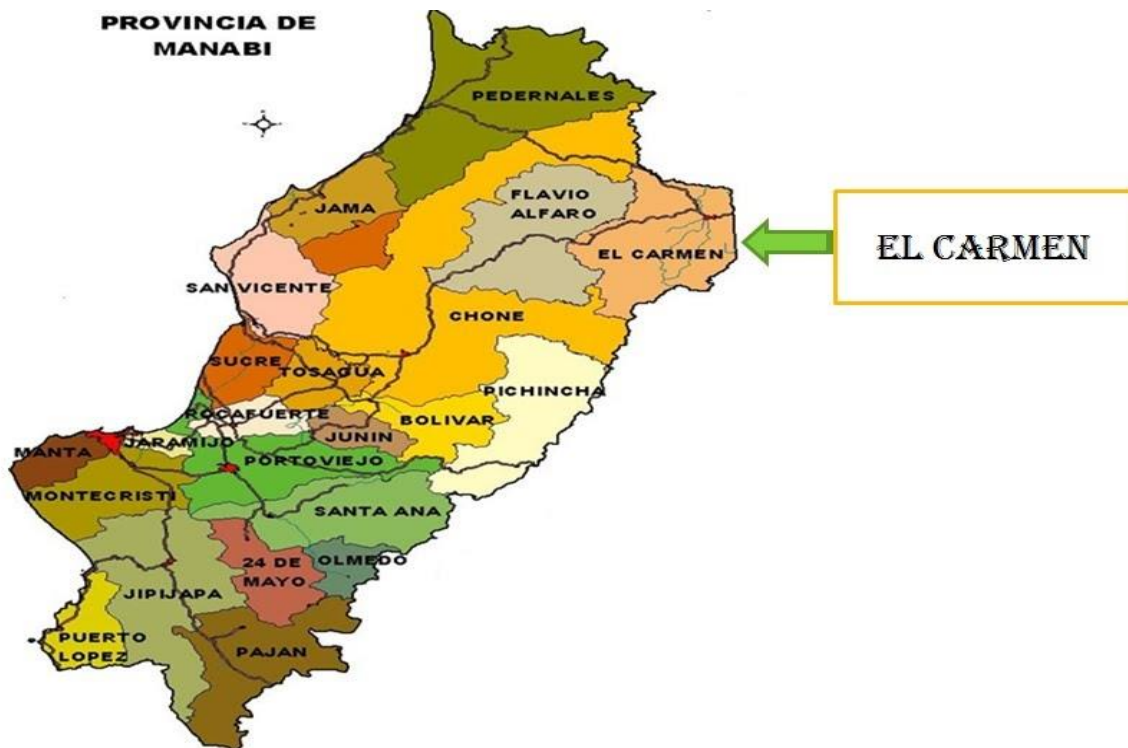 PROVINCIA DE
MANABI
PEDERNALES
JAMA
FLAVIO
ALFARO
EL CARMEN
EL CARMEN
SAN VICENTE
CHONE
SUCRE
TOSAGUA
PICHINCHA
ROCAFUERTE
BOLIVAR
JUNIN
MANTA
JARAMIJO
PORTOVIEJO
MONTECRISTI
SANTA ANA
24 DE
MAYO
OLMEDO
JIPIJAPA
PUERTO
LOPEZ
PAJAN